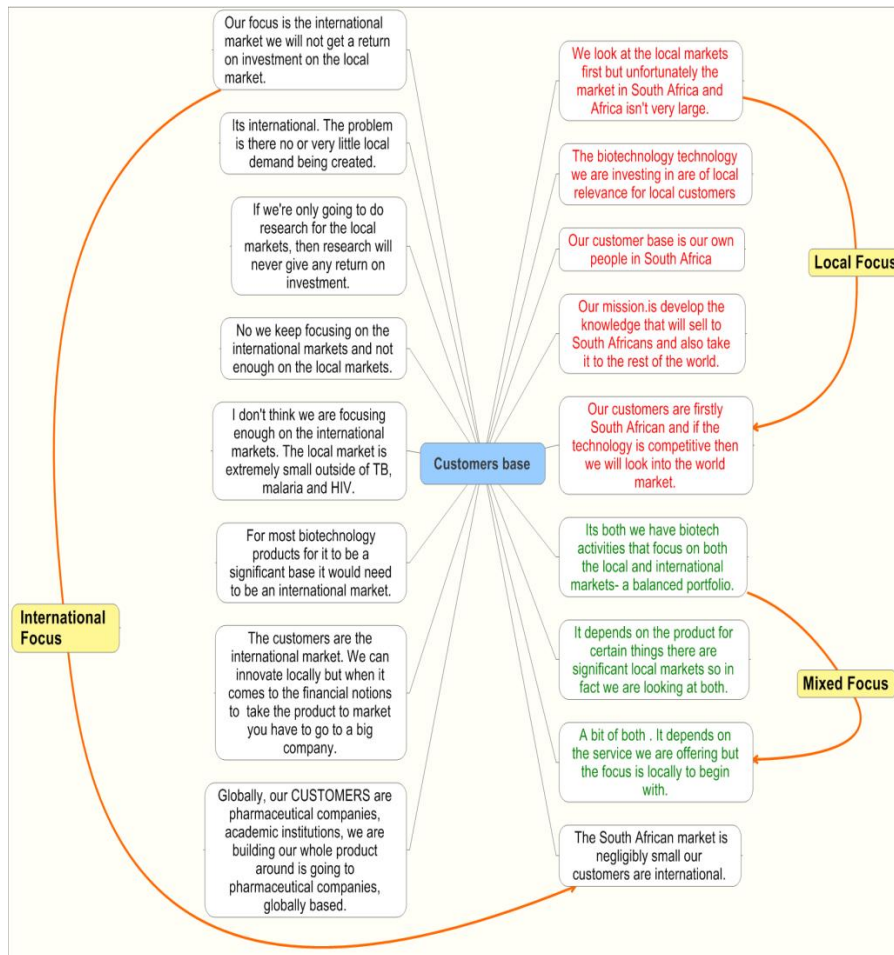 Our focus is the international
market we will not get a return
on investment on the local
market.
Its international. The problem
is there no or very little local
demand being created.
If we're only going to do
research for the local
markets, then research will
never give any return on
investment.
No we keep focusing on the
international markets and not
enough on the local markets.
I don't think we are focusing
enough on the international
markets. The local market is
extremely small outside of TB,
malaria and HIV.
For most biotechnology
products for it to be a
significant base it would need
to be an international market.
The customers are the
international market. We can
innovate locally but when it
comes to the financial notions
to take the product to market
you have to go to a big
company.
Globally, our CUSTOMERS are
pharmaceutical companies,
academic institutions, we are
building our whole product
around is going to
pharmaceutical companies,
globally based.
International
Focus
Customers base
We look at the local markets
first but unfortunately the
market in South Africa and
Africa isn't very large.
The biotechnology technology
we are investing in are of local
relevance for local customers
Our customer base is our own
people in South Africa
Our mission.is develop the
knowledge that will sell to
South Africans and also take
it to the rest of the world.
Our customers are firstly
South African and if the
technology is competitive then
we will look into the world
market.
Its both we have biotech
activities that focus on both
the local and international
markets- a balanced portfolio.
It depends on the product for
certain things there are
significant local markets so in
fact we are looking at both.
A bit of both . It depends on
the service we are offering but
the focus is locally to begin
with.
The South African market is
negligibly small our
customers are international.
Local Focus
Mixed Focus